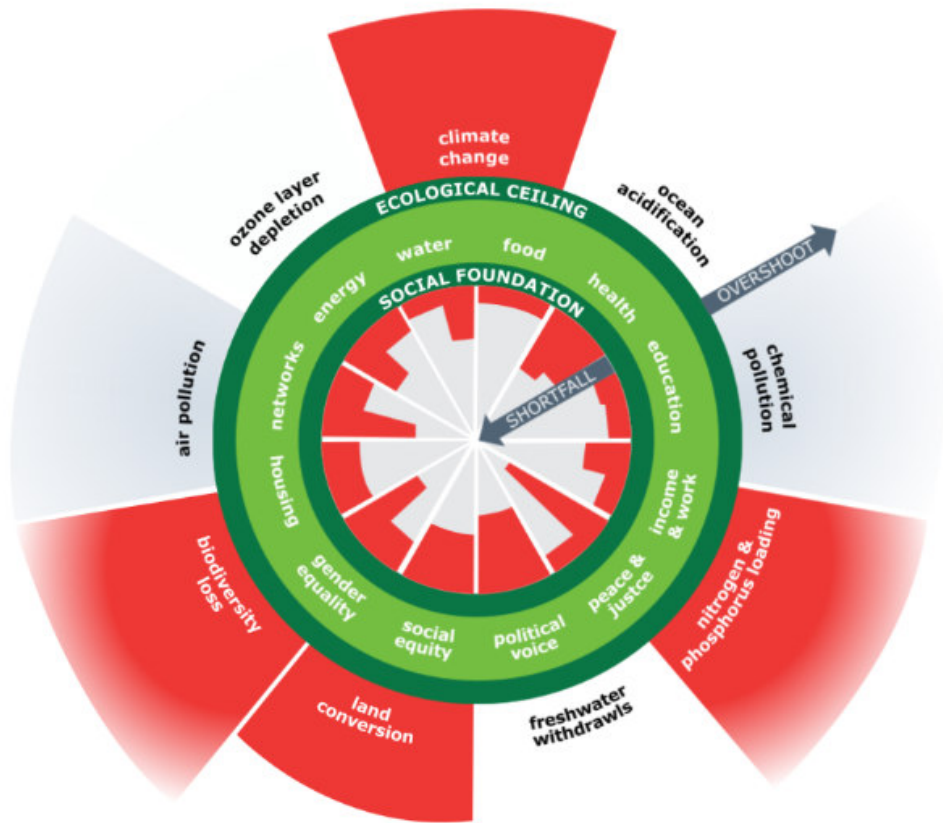 climate
change
ECOLOGICAL CEILING
ozone layer
depletion
ocean
acidification
OVERSHOOT
water
food
energy
health
SOCIAL FOUNDATION
networks
education
SHORTFALL
air pollution
chemical
pollution
housing
income
& work
gender
equality
peace &
justce
social
equity
political
voice
biodiversity
loss
nitrogen &
phosphorus loading
land
conversion
freshwater
withdrawls